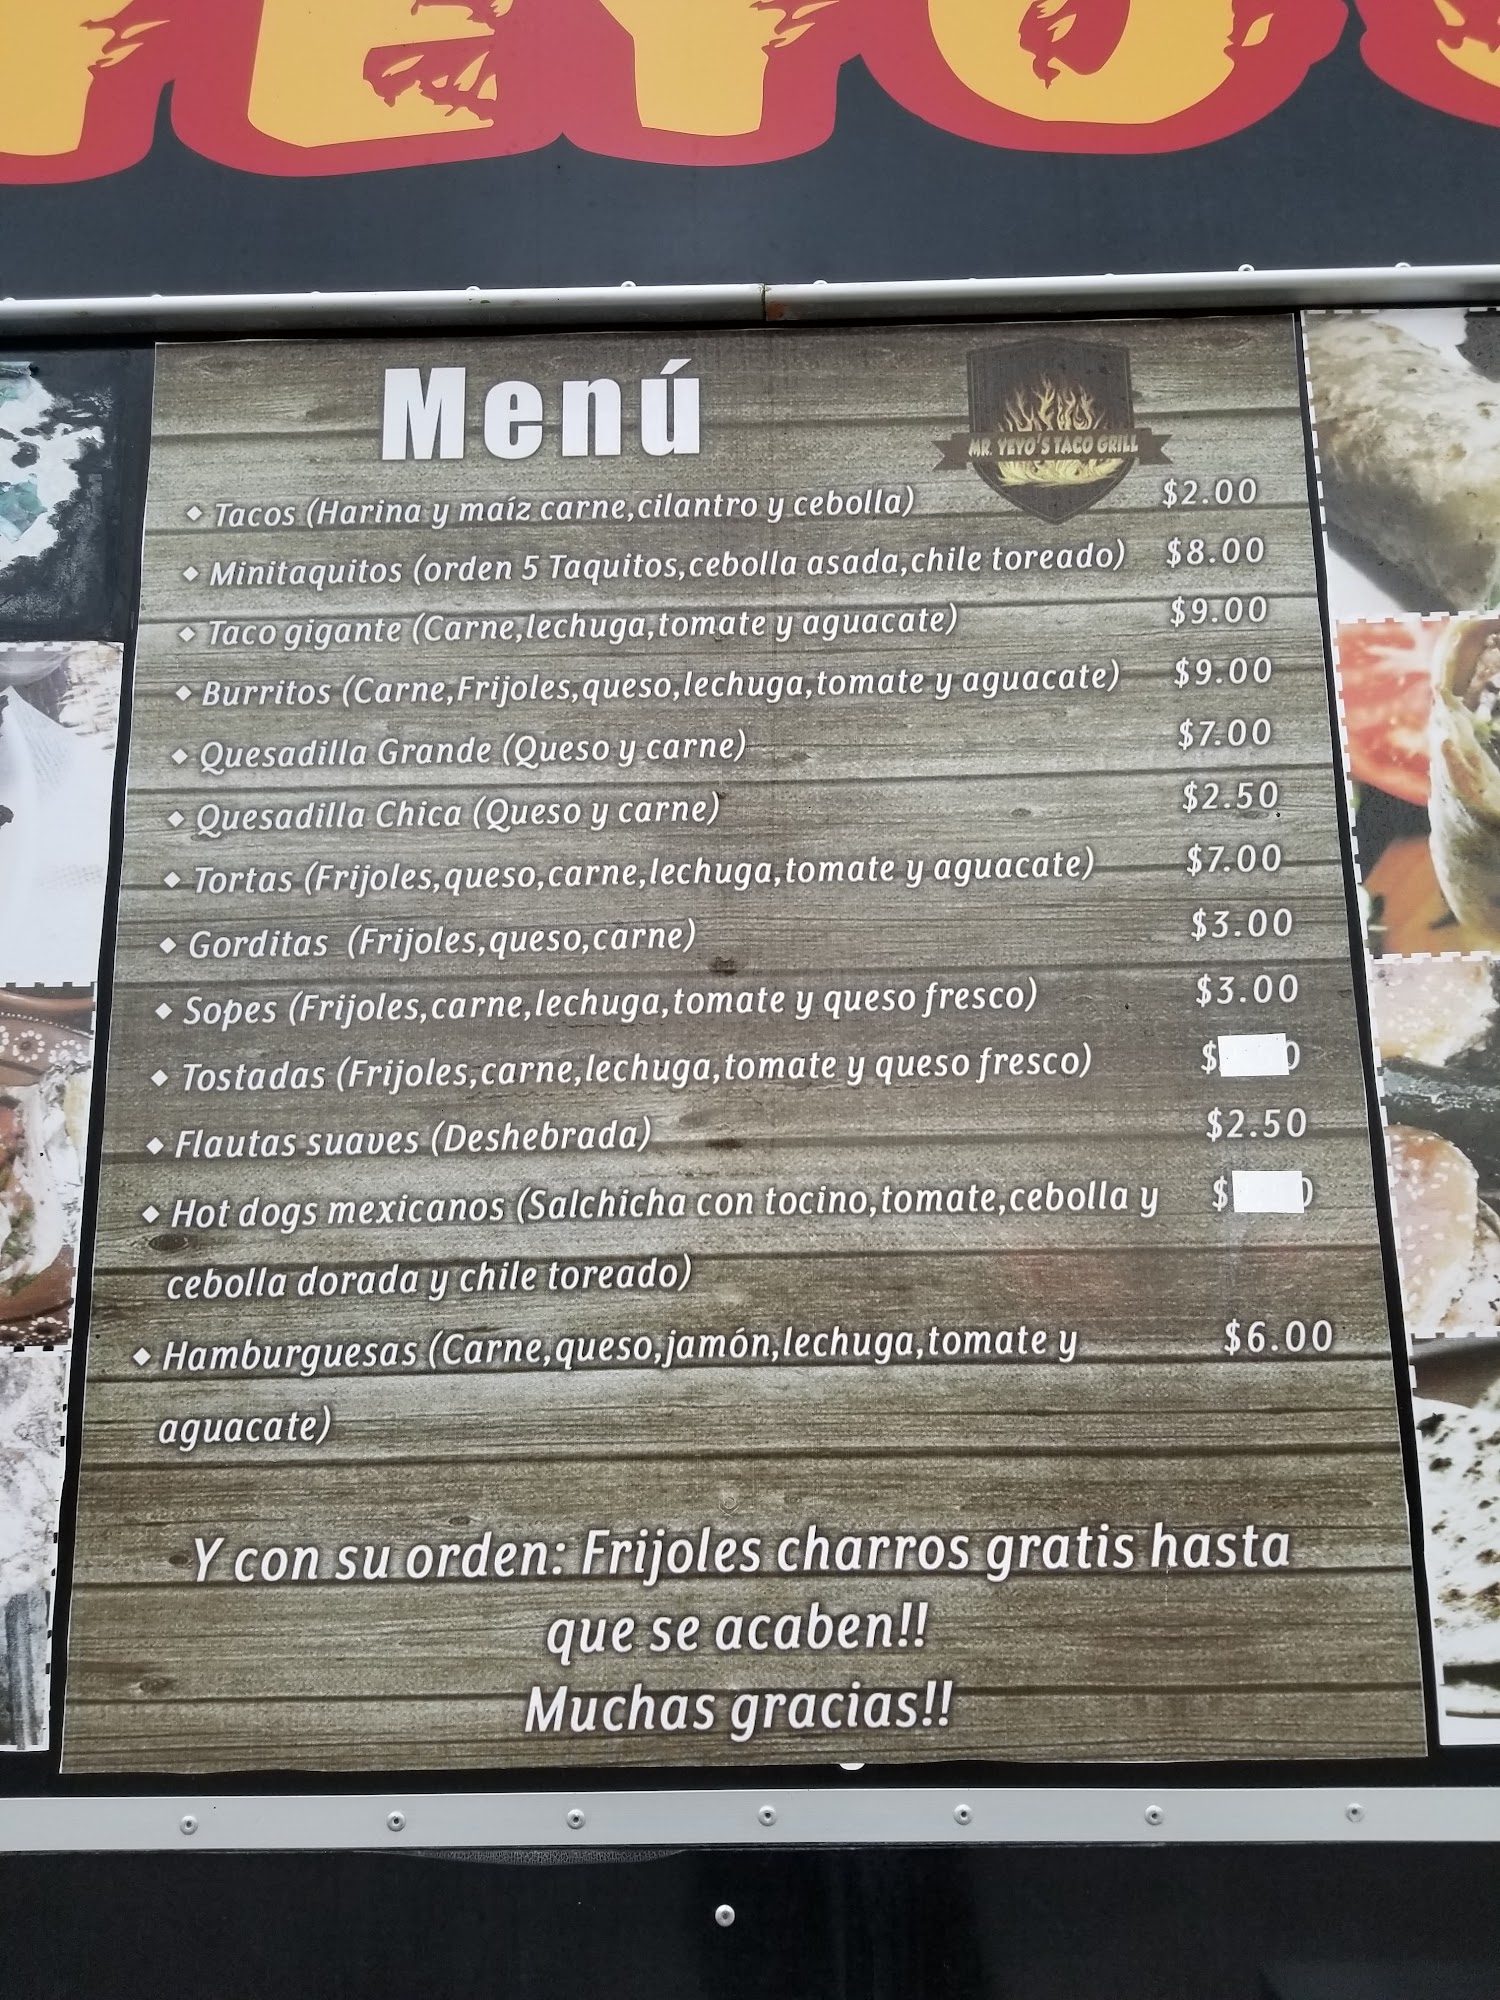 YEYO
Menú
MR. YEYO'S TACO GRILL
Tacos (Harina y maíz carne,cilantro y cebolla) $2.00
Minitaquitos (orden 5 Taquitos,cebolla asada,chile toreado) $8.00
Taco gigante (Carne,lechuga,tomate y aguacate) $9.00
Burritos (Carne,Frijoles,queso,lechuga,tomate y aguacate) $9.00
Quesadilla Grande (Queso y carne) $7.00
Quesadilla Chica (Queso y carne) $2.50
Tortas (Frijoles,queso,carne,lechuga,tomate y aguacate) $7.00
Gorditas (Frijoles,queso,carne) $3.00
Sopes (Frijoles,carne,lechuga,tomate y queso fresco) $3.00
Tostadas (Frijoles,carne,lechuga,tomate y queso fresco) $
Flautas suaves (Deshebrada) $2.50
Hot dogs mexicanos (Salchicha con tocino,tomate,cebolla y $
cebolla dorada y chile toreado)
Hamburguesas (Carne,queso,jamón,lechuga,tomate y $6.00
aguacate)
Y con su orden: Frijoles charros gratis hasta
que se acaben!!
Muchas gracias!!